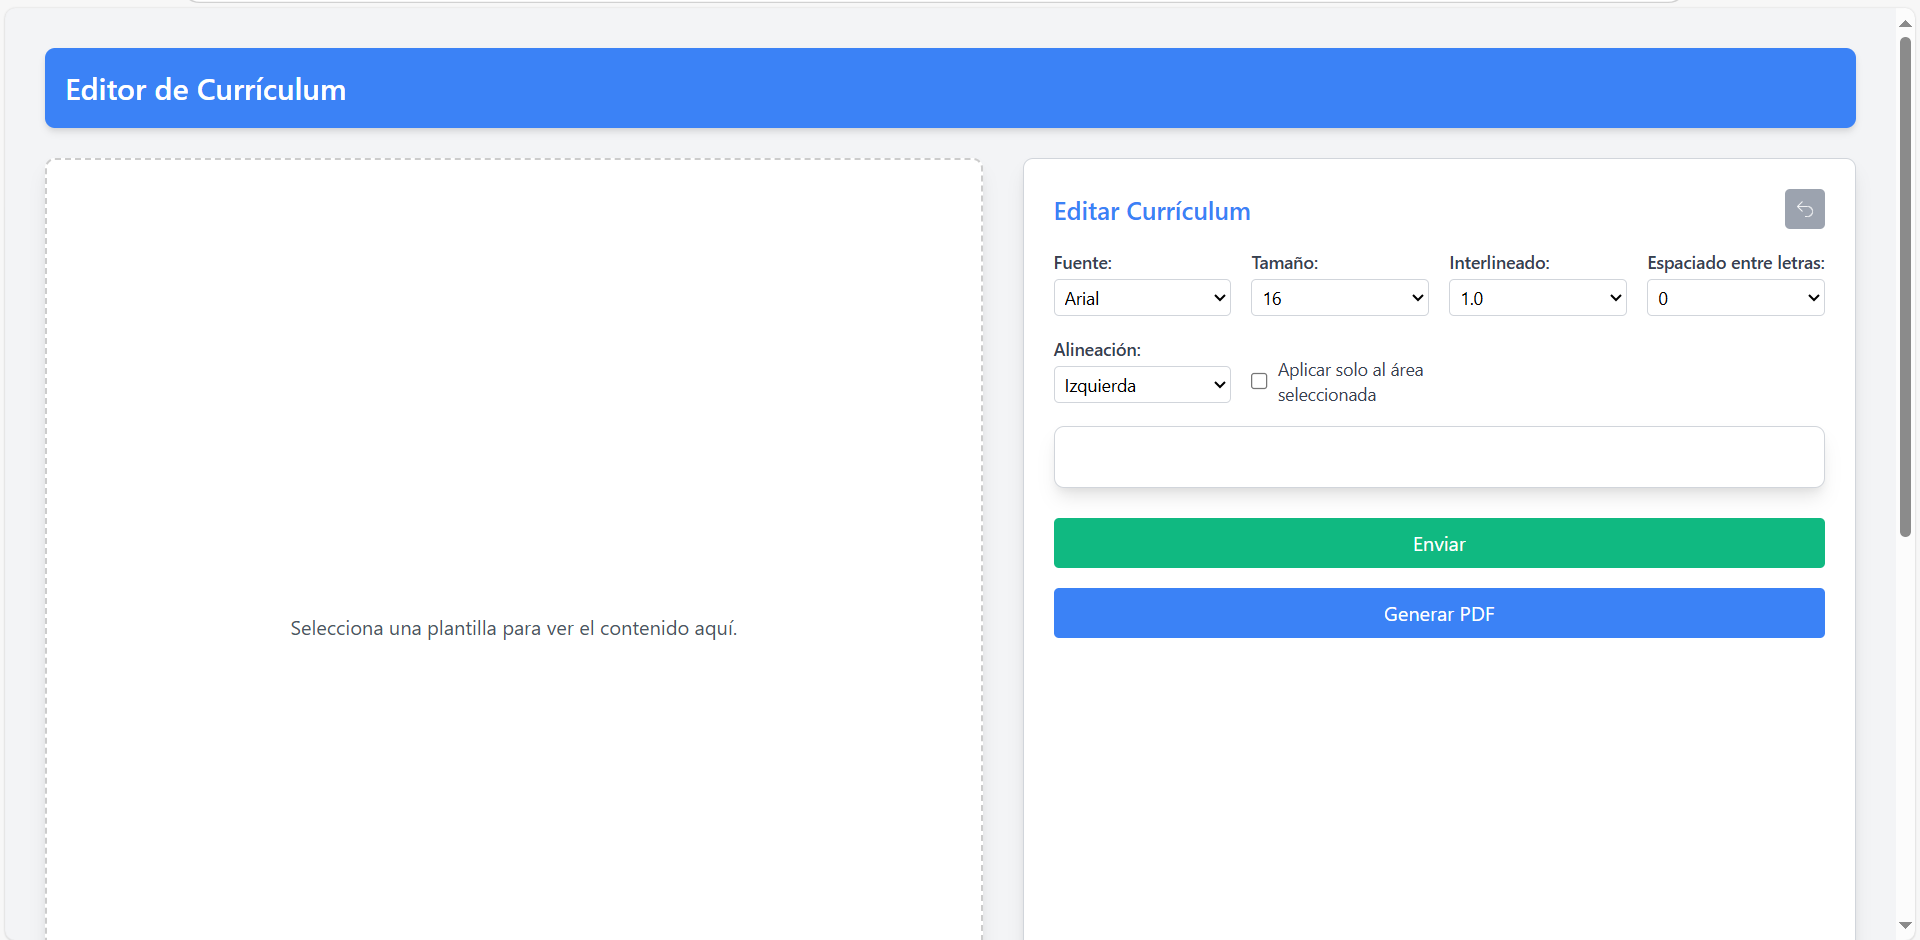 Editor de Currículum
Selecciona una plantilla para ver el contenido aquí.
Editar Currículum
Fuente:
Arial
Tamaño:
16
Interlineado:
1.0
Espaciado entre letras:
0
Alineación:
Izquierda
Aplicar solo al área
seleccionada
Enviar
Generar PDF